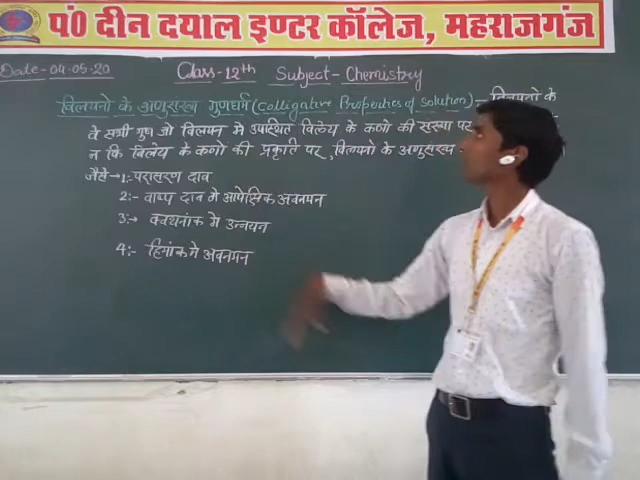 पं० दीन दयाल इण्टर कॉलेज, महराजगंज
Date-04-05-20
Class-12th Subject-Chemistry
विलयनो के अणुसंख्य गुणधर्म (Colligative Properties of Solution)- विलयनो के
वे सभी गुण जो विलयन मे उपस्थित विलेय के कणो की संख्या पर
न कि विलेय के कणो की प्रकृति पर, विलयनो के अणुसंख्य
जैसे→1:-परासरण दाब
2:- वाष्प दाब मे आपेक्षिक अवनमन
3:→ क्वथनांक मे उन्नयन
4:- हिमांक मे अवनमन